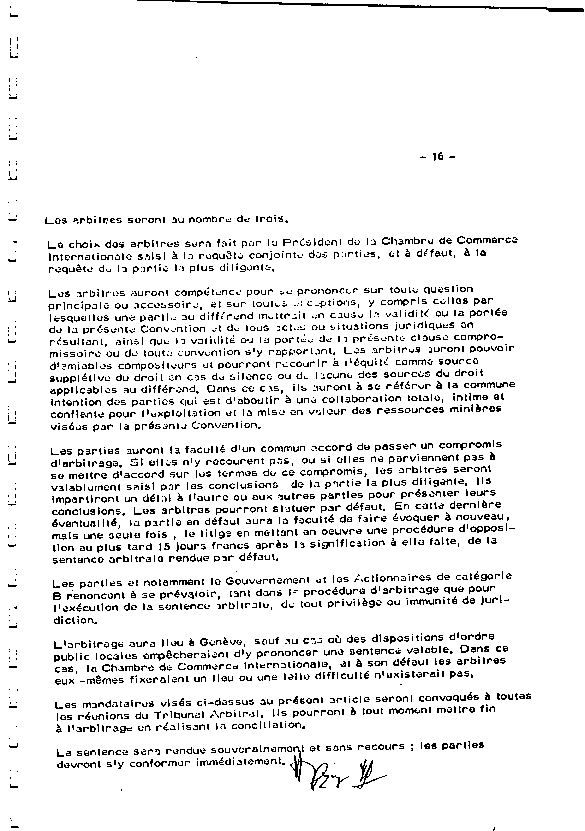 - 16 -
Les arbitres seront au nombre de trois.
Le choix des arbitres sera fait par le Président de la Chambre de Commerce
Internationale saisi à la requête conjointe des parties, et à défaut, à la
requête de la partie la plus diligente.
Les arbitres auront compétence pour se prononcer sur toute question
principale ou accessoire, et sur toutes exceptions, y compris celles par
lesquelles une partie au différend mettrait en cause la validité ou la portée
de la présente Convention et de tous actes ou situations juridiques en
résultant, ainsi que la validité ou la portée de la présente clause compro-
missoire ou de toute convention s'y rapportant. Les arbitres auront pouvoir
d'amiables compositeurs et pourront recourir à l'équité comme source
supplétive du droit en cas de silence ou de lacune des sources du droit
applicables au différend. Dans ce cas, ils auront à se référer à la commune
intention des parties qui est d'aboutir à une collaboration totale, intime et
confiante pour l'exploitation et la mise en valeur des ressources minières
visées par la présente Convention.
Les parties auront la faculté d'un commun accord de passer un compromis
d'arbitrage. Si elles n'y recourent pas, ou si elles ne parviennent pas à
se mettre d'accord sur les termes de ce compromis, les arbitres seront
valablement saisi par les conclusions de la partie la plus diligente. Ils
impartiront un délai à l'autre ou aux autres parties pour présenter leurs
conclusions. Les arbitres pourront statuer par défaut. En cette dernière
éventualité, la partie en défaut aura la faculté de faire évoquer à nouveau,
mais une seule fois , le litige en mettant en oeuvre une procédure d'opposi-
tion au plus tard 15 jours francs après la signification à elle faite, de la
sentence arbitrale rendue par défaut.
Les parties et notamment le Gouvernement et les Actionnaires de catégorie
B renoncent à se prévaloir, tant dans la procédure d'arbitrage que pour
l'exécution de la sentence arbitrale, de tout privilège ou immunité de juri-
diction.
L'arbitrage aura lieu à Genève, sauf au cas où des dispositions d'ordre
public locales empêcheraient d'y prononcer une sentence valable. Dans ce
cas, la Chambre de Commerce Internationale, et à son défaut les arbitres
eux -mêmes fixeraient un lieu ou une telle difficulté n'existerait pas.
Les mandataires visés ci-dessus au présent article seront convoqués à toutes
les réunions du Tribunal Arbitral. Ils pourront à tout moment mettre fin
à l'arbitrage en réalisant la conciliation.
La sentence sera rendue souverainement et sans recours ; les parties
devront s'y conformer immédiatement.